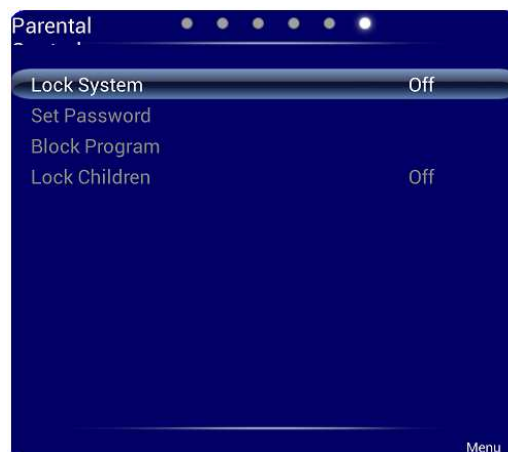 Parental
Lock System Off
Set Password
Block Program
Lock Children Off
Menu